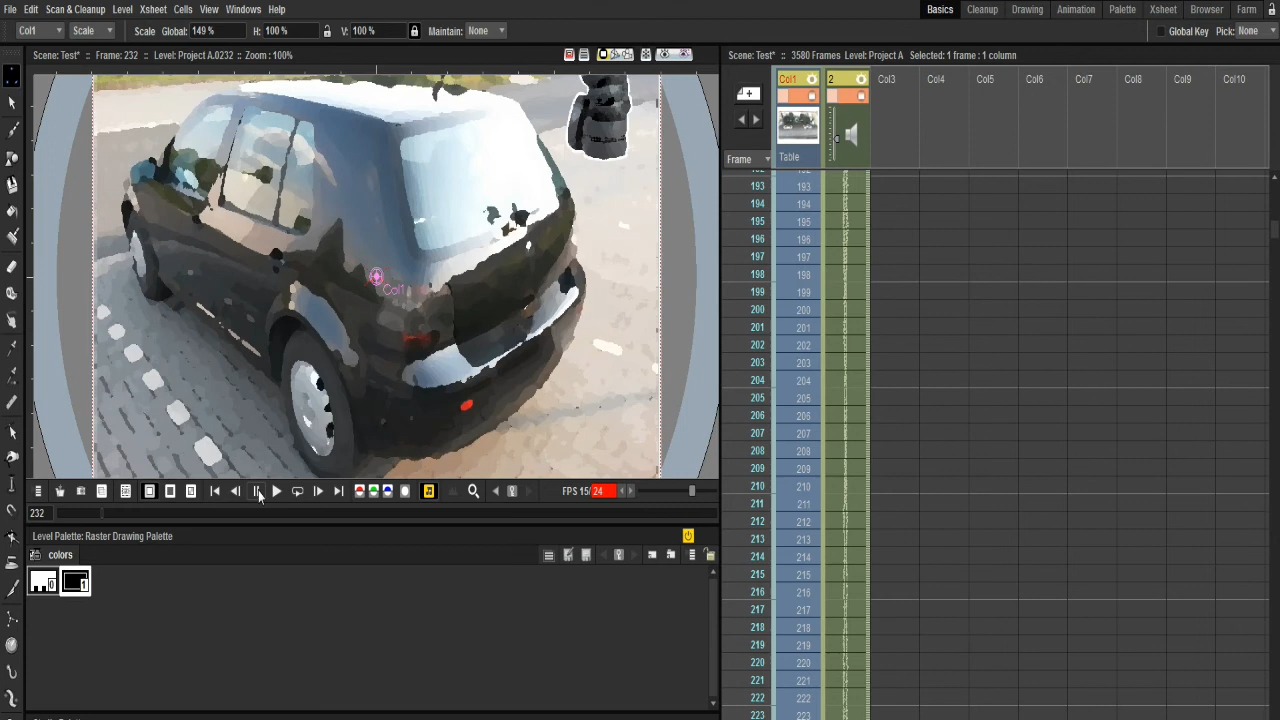 File Edit Scan & Cleanup Level Xsheet Cells View Windows Help
Basics Cleanup Drawing Animation Palette Xsheet Browser Farm
Col1 Scale Scale Global: 149 % H: 100 % V: 100 % Maintain: None
Global Key Pick: None
Scene: Test* :: Frame: 232 :: Level: Project A.0232 :: Zoom: 100%
Scene: Test* :: 3580 Frames Level: Project A Selected: 1 frame : 1 column
Col1 2 Col3 Col4 Col5 Col6 Col7 Col8 Col9 Col10
Frame Table
193 193
194 194
195 195
196 196
197 197
198 198
199 199
200 200
201 201
202 202
203 203
204 204
205 205
206 206
207 207
208 208
209 209
210 210
211 211
212 212
213 213
214 214
215 215
216 216
217 217
218 218
219 219
220 220
221 221
222 222
223 223
Col1
FPS 15/24
232
Level Palette: Raster Drawing Palette
colors
0 1